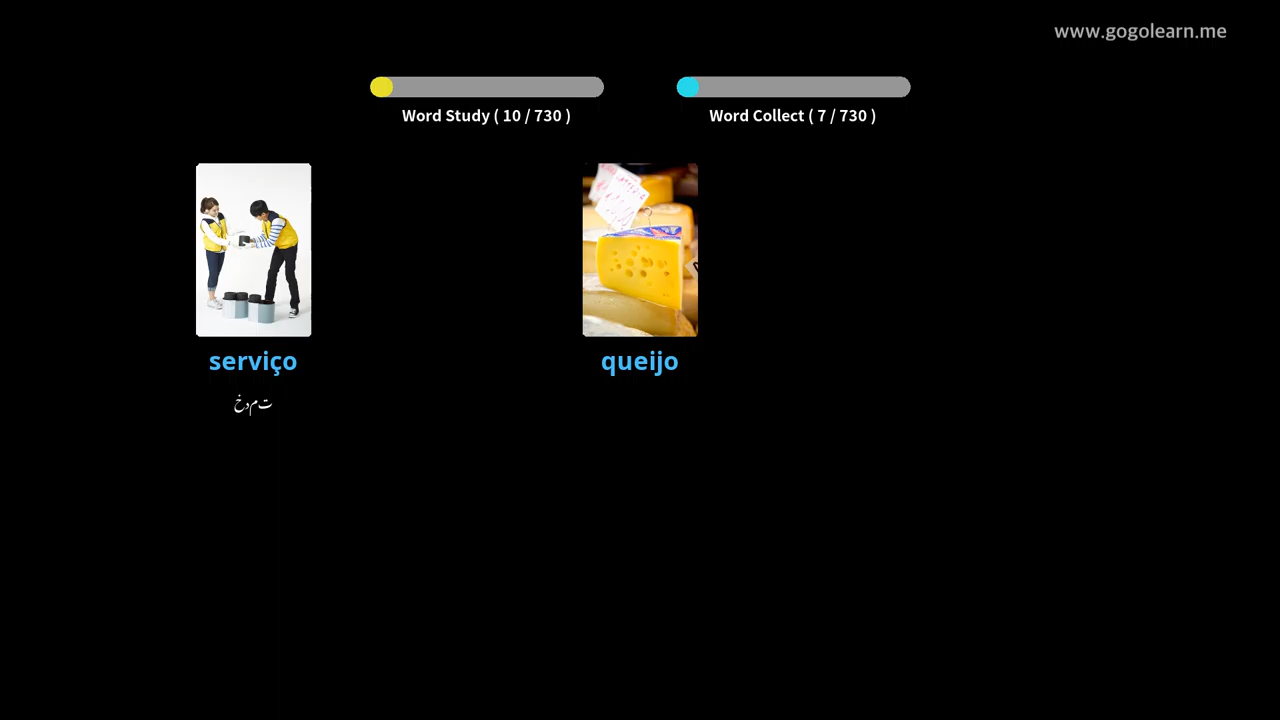 www.gogolearn.me
Word Study ( 10 / 730 )
Word Collect ( 7 / 730 )
serviço
queijo
خدمت